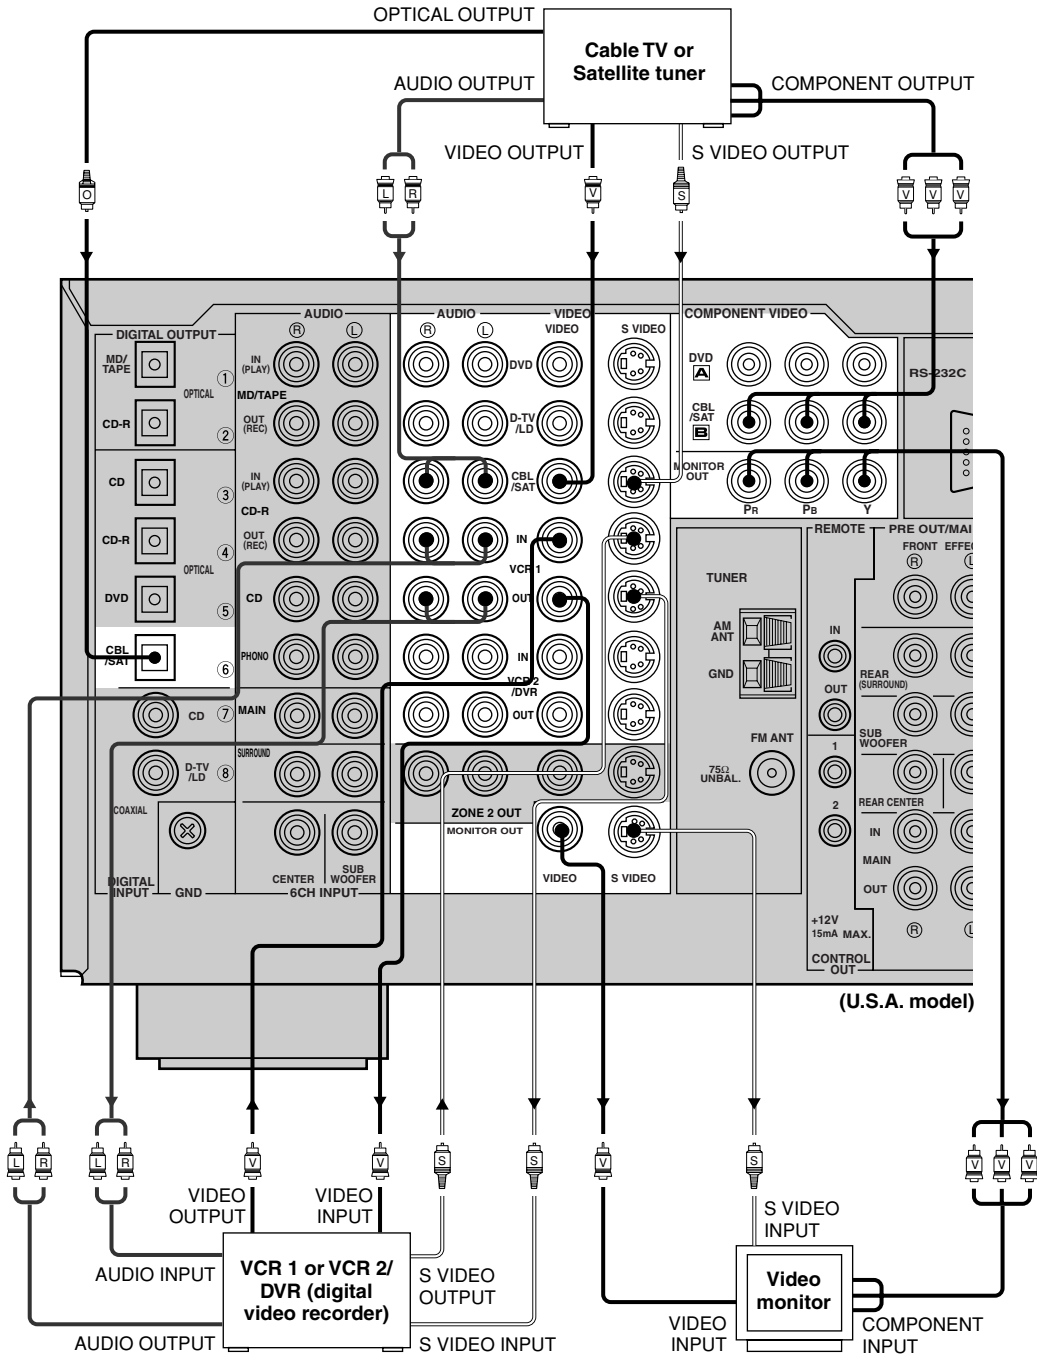 OPTICAL OUTPUT
Cable TV or
Satellite tuner
AUDIO OUTPUT
COMPONENT OUTPUT
VIDEO OUTPUT
S VIDEO OUTPUT
O
L
R
V
S
V
V
V
AUDIO
AUDIO
VIDEO
COMPONENT VIDEO
DIGITAL OUTPUT
R
L
R
L
VIDEO
S VIDEO
MD/
TAPE
1
OPTICAL
IN
(PLAY)
MD/TAPE
DVD
DVD
A
RS-232C
CD-R
2
OUT
(REC)
D-TV
/LD
CBL
/SAT
B
CD
3
IN
(PLAY)
CD-R
CBL
/SAT
MONITOR
OUT
PR
PB
Y
CD-R
4
OPTICAL
OUT
(REC)
IN
VCR 1
REMOTE
PRE OUT/MAI
FRONT
EFFEC
R
L
TUNER
DVD
5
CD
OUT
AM
ANT
IN
CBL
/SAT
6
PHONO
IN
VCR 2
/DVR
GND
REAR
(SURROUND)
OUT
CD
7
MAIN
OUT
FM ANT
SUB
WOOFER
1
D-TV
/LD
8
SURROUND
75Ω
UNBAL.
COAXIAL
ZONE 2 OUT
MONITOR OUT
2
REAR CENTER
IN
MAIN
OUT
DIGITAL
INPUT
GND
CENTER
SUB
WOOFER
6CH INPUT
VIDEO
S VIDEO
+12V
15mA MAX.
R
L
CONTROL
OUT
(U.S.A. model)
L
R
L
R
V
V
S
S
V
S
V
V
V
VIDEO
OUTPUT
VIDEO
INPUT
S VIDEO
INPUT
AUDIO INPUT
VCR 1 or VCR 2/
DVR (digital
video recorder)
S VIDEO
OUTPUT
Video
monitor
AUDIO OUTPUT
S VIDEO INPUT
VIDEO
INPUT
COMPONENT
INPUT